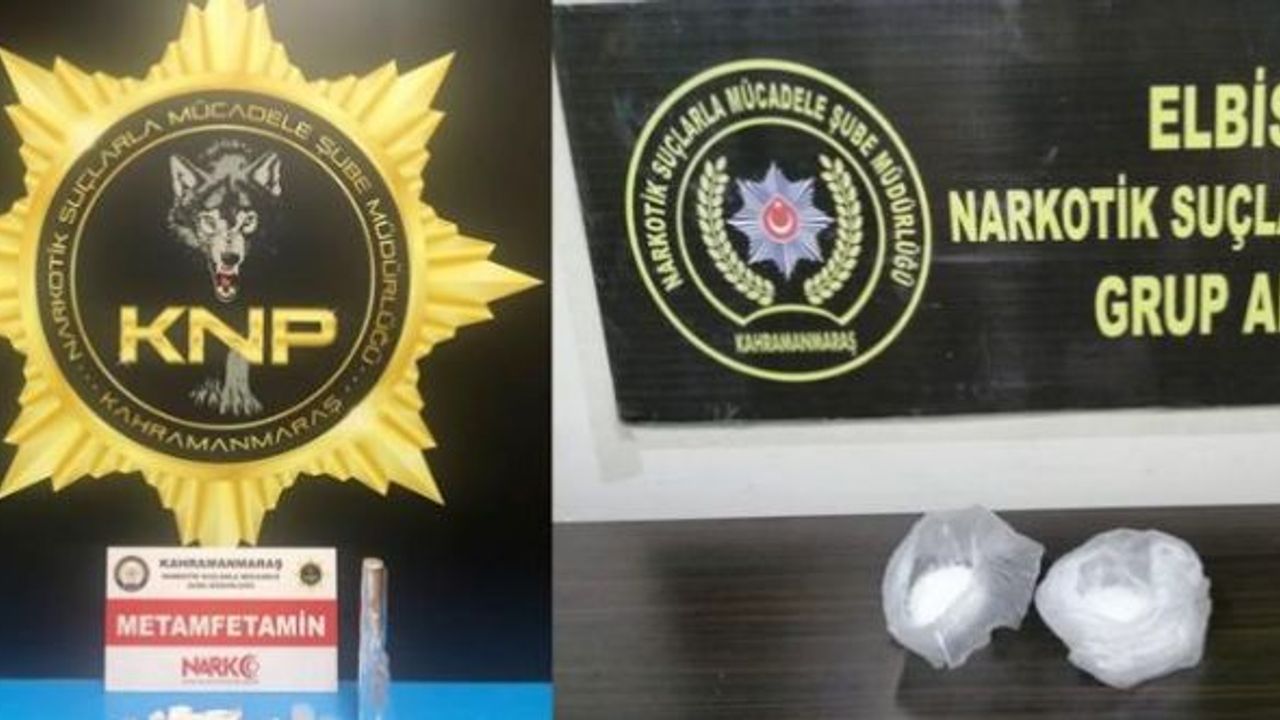 NARKOTİK SUÇLARLA MÜCADELE ŞUBE MÜDÜRLÜĞÜ
KNP
KAHRAMANMARAŞ
KAHRAMANMARAŞ
METAMFETAMİN
NARKO
NARKOTİK SUÇLARLA MÜCADELE ŞUBE MÜDÜRLÜĞÜ
KAHRAMANMARAŞ
ELBİS
NARKOTİK SUÇLA
GRUP A